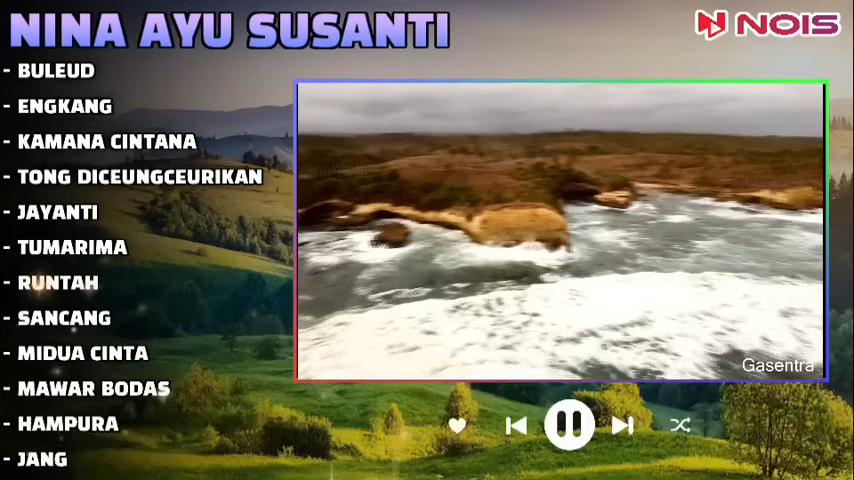 NINA AYU SUSANTI
NOIS
- BULEUD
- ENGKANG
- KAMANA CINTANA
- TONG DICEUNGCEURIKAN
- JAYANTI
- TUMARIMA
- RUNTAH
- SANCANG
- MIDUA CINTA
- MAWAR BODAS
- HAMPURA
- JANG
Gasentra